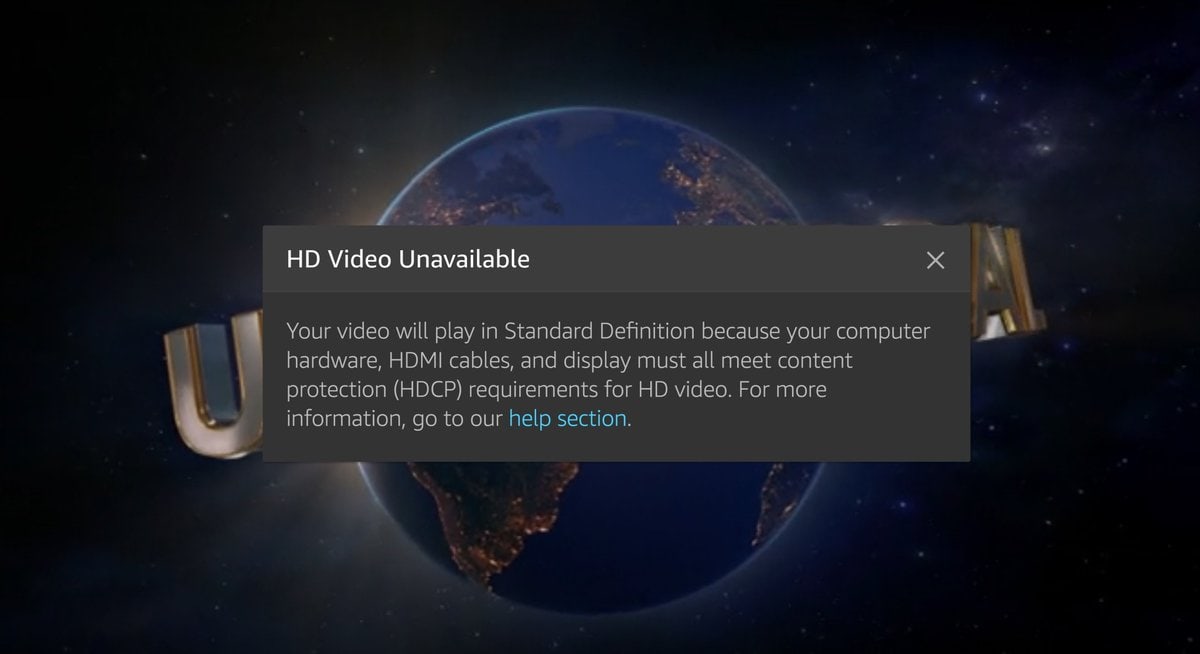 HD Video Unavailable
Your video will play in Standard Definition because your computer
hardware, HDMI cables, and display must all meet content
protection (HDCP) requirements for HD video. For more
information, go to our help section.
U
AL